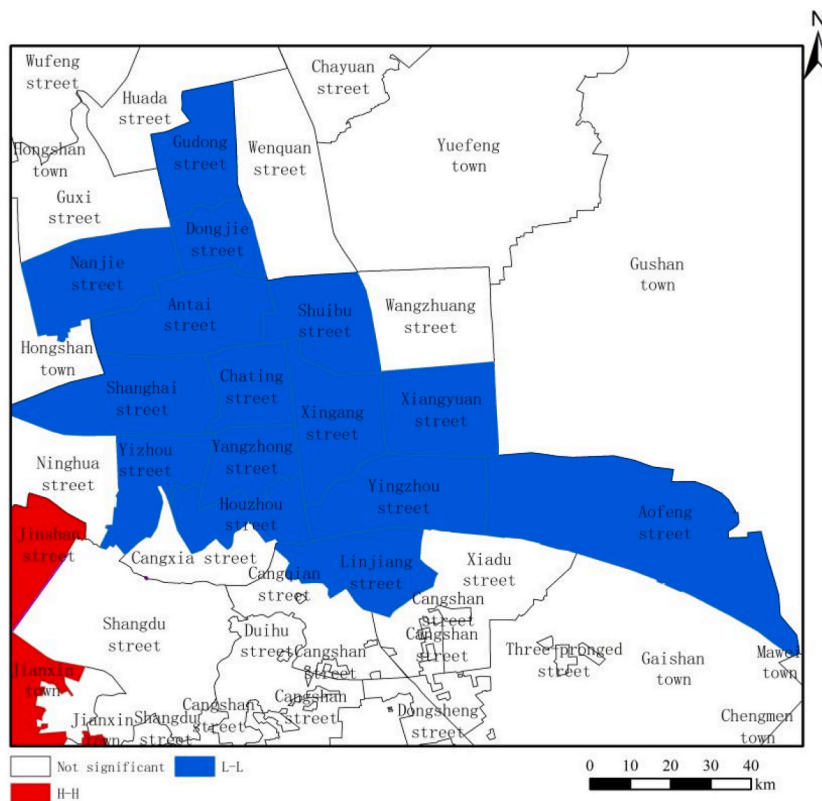 N
Wufeng
street
Chayuan
street
Huada
street
Gudong
street
Wenquan
street
Yuefeng
town
Hongshan
town
Guxi
street
Dongjie
street
Nanjie
street
Gushan
town
Antai
street
Shuibu
street
Wangzhuang
street
Hongshan
town
Shanghai
street
Chating
street
Xingang
street
Xiangyuan
street
Ninghua
street
Yizhou
street
Yangzhong
street
Houzhou
street
Yingzhou
street
Aofeng
street
Jinshan
street
Cangxia street
Cangqian
street
Linjiang
street
Xiadu
street
Shangdu
street
Duihu
street
Cangshan
street
Cangshan
street
Cangshan
street
Three-pronged
street
Gaishan
town
Mawei
town
Jianxin
town
Jianxin
town
Shangdu
street
Cangshan
street
Cangshan
street
Dongsheng
street
Chengmen
town
Not significant
L-L
H-H
0 10 20 30 40
km